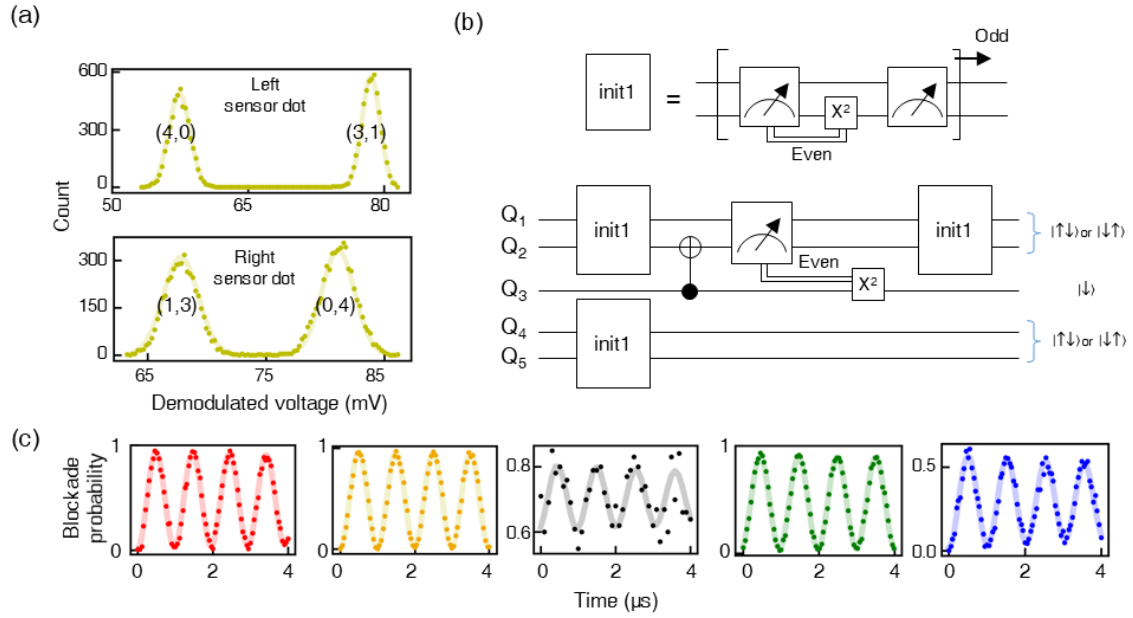 (a)
600
Left
sensor dot
(4,0)
(3,1)
300
0
50
65
80
Count
Right
sensor dot
300
(1,3)
(0,4)
150
0
65
75
85
Demodulated voltage (mV)
(b)
Odd
init1
=
X²
Even
Q₁
init1
init1
|↑↓⟩ or |↓↑⟩
Q₂
Even
Q₃
X²
|↓⟩
Q₄
init1
|↑↓⟩ or |↓↑⟩
Q₅
(c)
Blockade
probability
1
0
0
2
4
1
0
0
2
4
0.8
0.6
0
2
4
1
0
0
2
4
0.5
0.0
0
2
4
Time (µs)